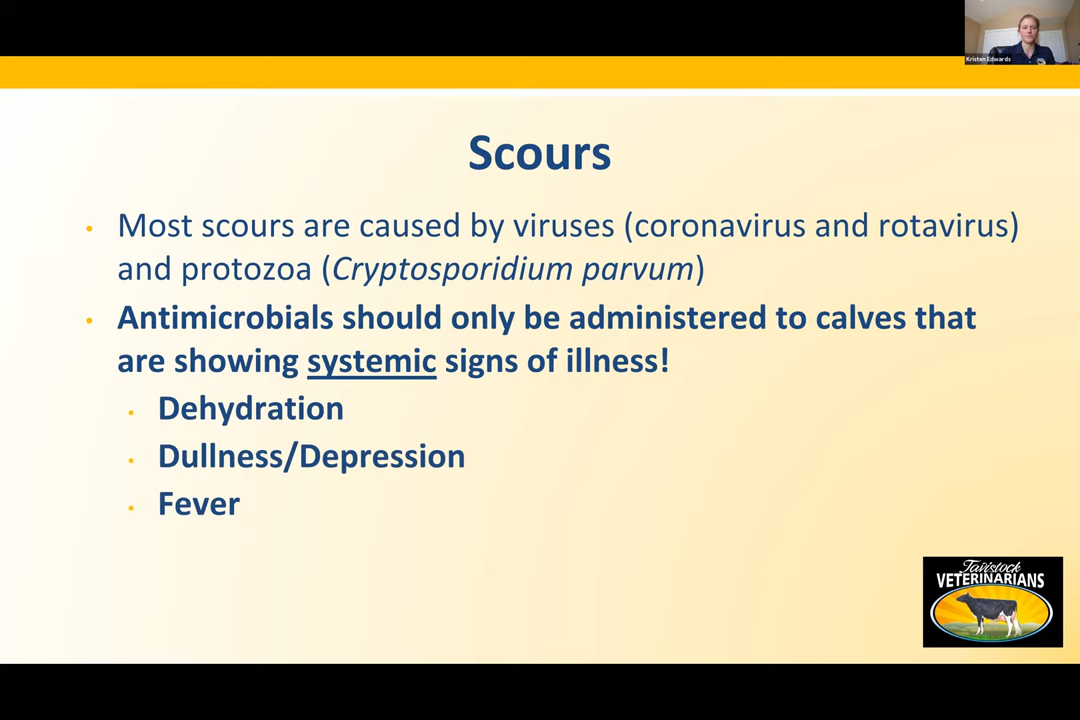 Kristen Edwards
Scours
• Most scours are caused by viruses (coronavirus and rotavirus)
and protozoa (Cryptosporidium parvum)
• Antimicrobials should only be administered to calves that
are showing systemic signs of illness!
• Dehydration
• Dullness/Depression
• Fever
Tavistock
VETERINARIANS